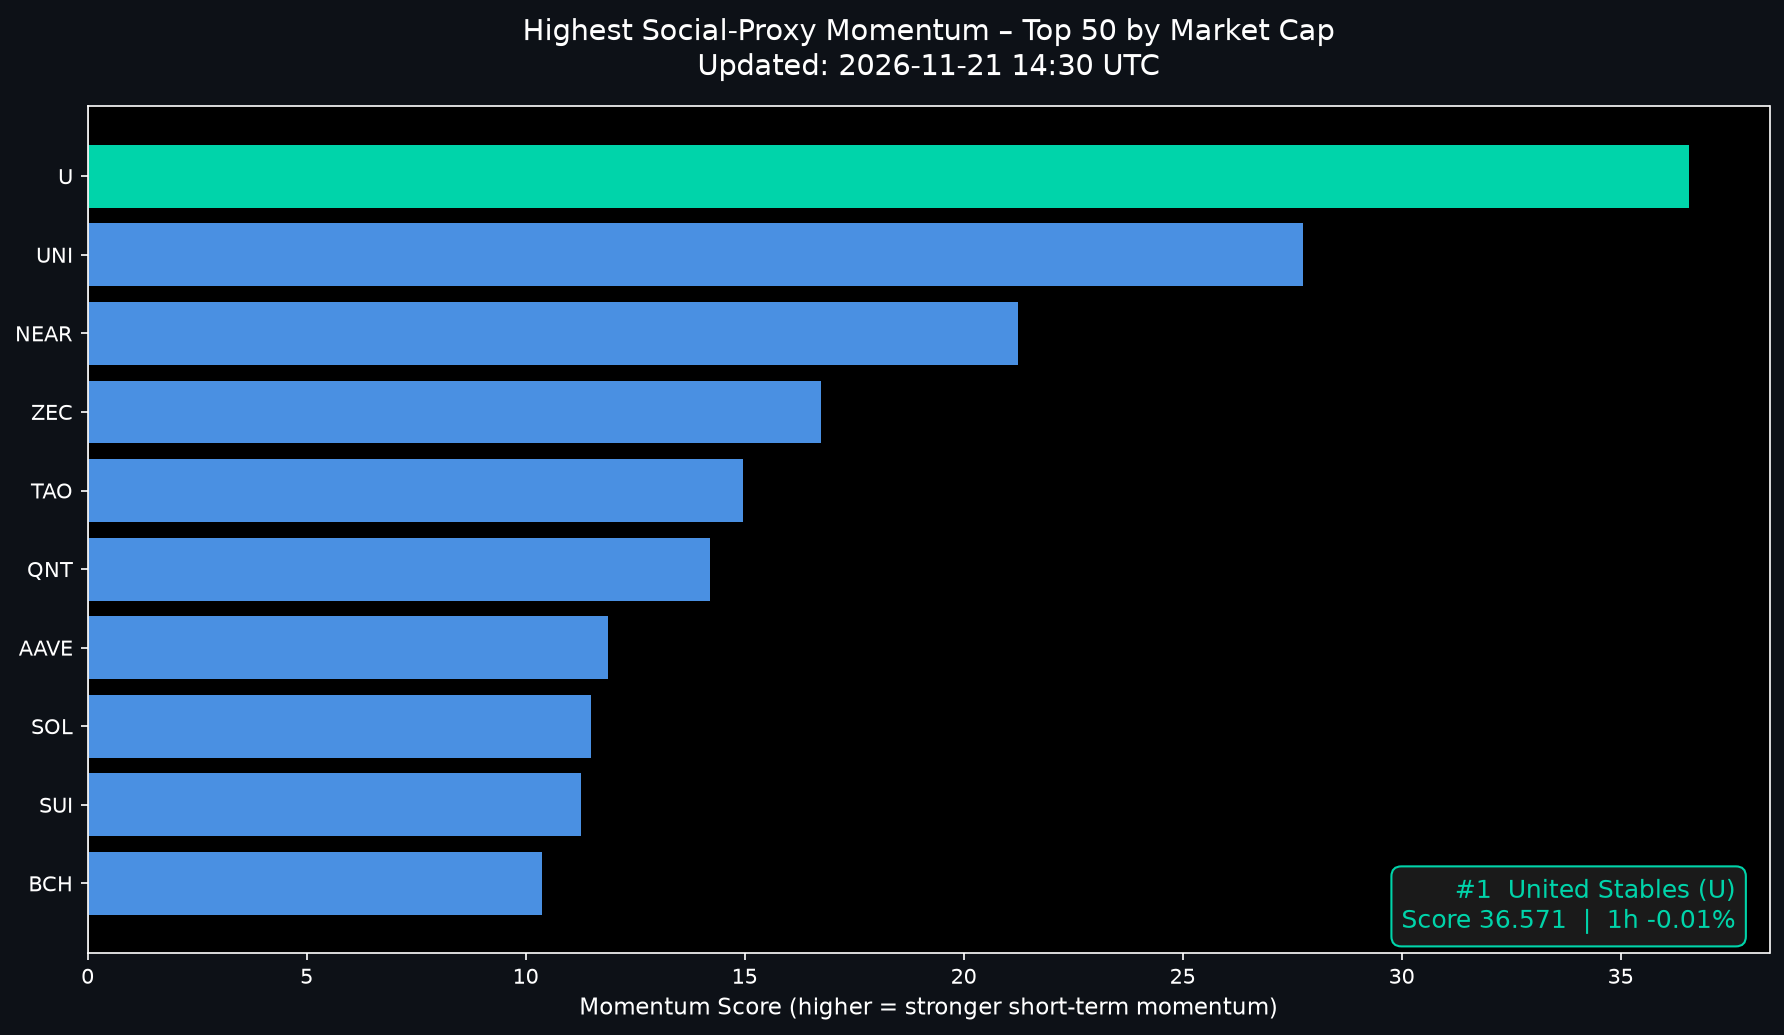 Highest Social-Proxy Momentum – Top 50 by Market Cap
Updated: 2026-11-21 14:30 UTC
U
UNI
NEAR
ZEC
TAO
QNT
AAVE
SOL
SUI
BCH
#1 United Stables (U)
Score 36.571 | 1h -0.01%
0 5 10 15 20 25 30 35
Momentum Score (higher = stronger short-term momentum)